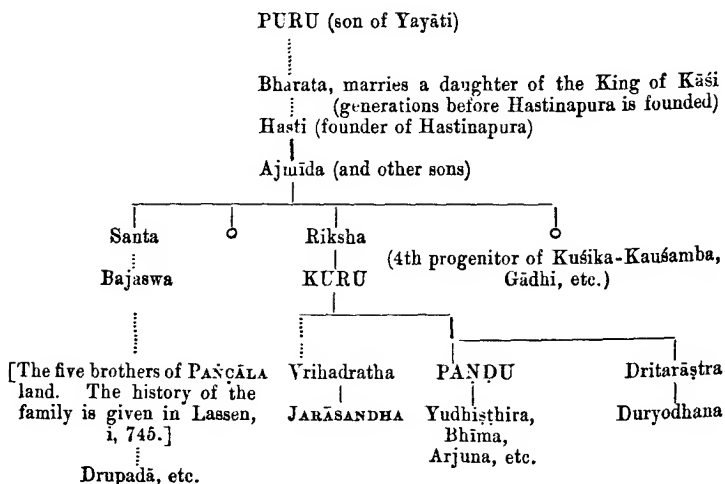 PURU (son of Yayāti)
Bharata, marries a daughter of the King of Kāśi
(generations before Hastinapura is founded)
Hasti (founder of Hastinapura)
Ajmīda (and other sons)
Santa
Riksha
(4th progenitor of Kuśika-Kauśamba,
Gādhi, etc.)
Bajaswa
KURU
[The five brothers of PAṄÇĀLA
land. The history of the
family is given in Lassen,
i, 745.]
Drupadā, etc.
Vrihadratha
JARĀSANDHA
PAṆḌU
Yudhiṣṭhira,
Bhīma,
Arjuna, etc.
Dritarāṣtra
Duryodhana